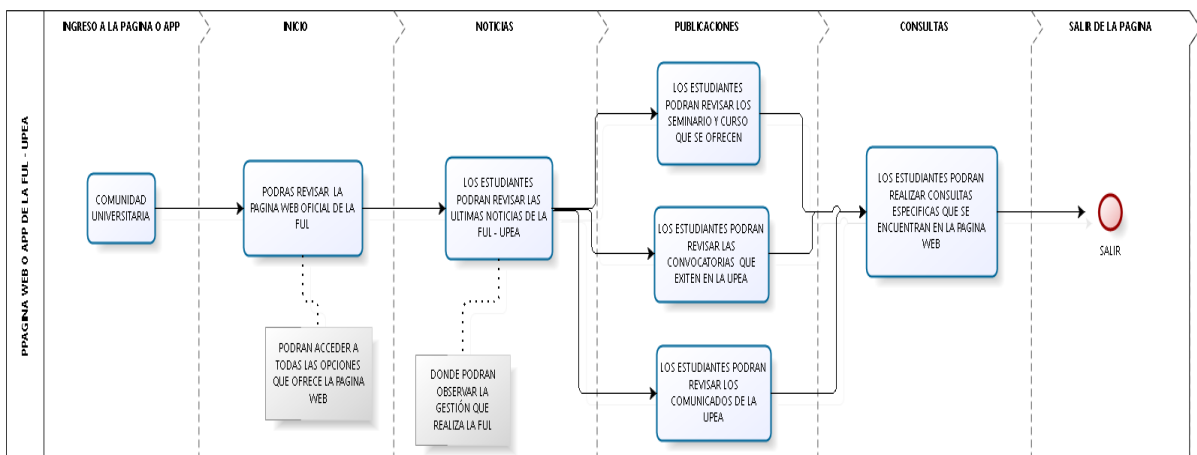 INGRESO A LA PAGINA O APP
INICIO
NOTICIAS
PUBLICACIONES
CONSULTAS
SALIR DE LA PAGINA
PPAGINA WEB O APP DE LA FUL - UPEA
COMUNIDAD
UNIVERSITARIA
PODRAS REVISAR LA
PAGINA WEB OFICIAL DE LA
FUL
PODRAN ACCEDER A
TODAS LAS OPCIONES
QUE OFRECE LA PAGINA
WEB
LOS ESTUDIANTES
PODRAN REVISAR LAS
ULTIMAS NOTICIAS DE LA
FUL - UPEA
DONDE PODRAN
OBSERVAR LA
GESTIÓN QUE
REALIZA LA FUL
LOS ESTUDIANTES
PODRAN REVISAR LOS
SEMINARIO Y CURSO
QUE SE OFRECEN
LOS ESTUDIANTES PODRAN
REVISAR LAS
CONVOCATORIAS QUE
EXITEN EN LA UPEA
LOS ESTUDIANTES PODRAN
REVISAR LOS
COMUNICADOS DE LA
UPEA
LOS ESTUDIANTES PODRAN
REALIZAR CONSULTAS
ESPECIFICAS QUE SE
ENCUENTRAN EN LA PAGINA
WEB
SALIR